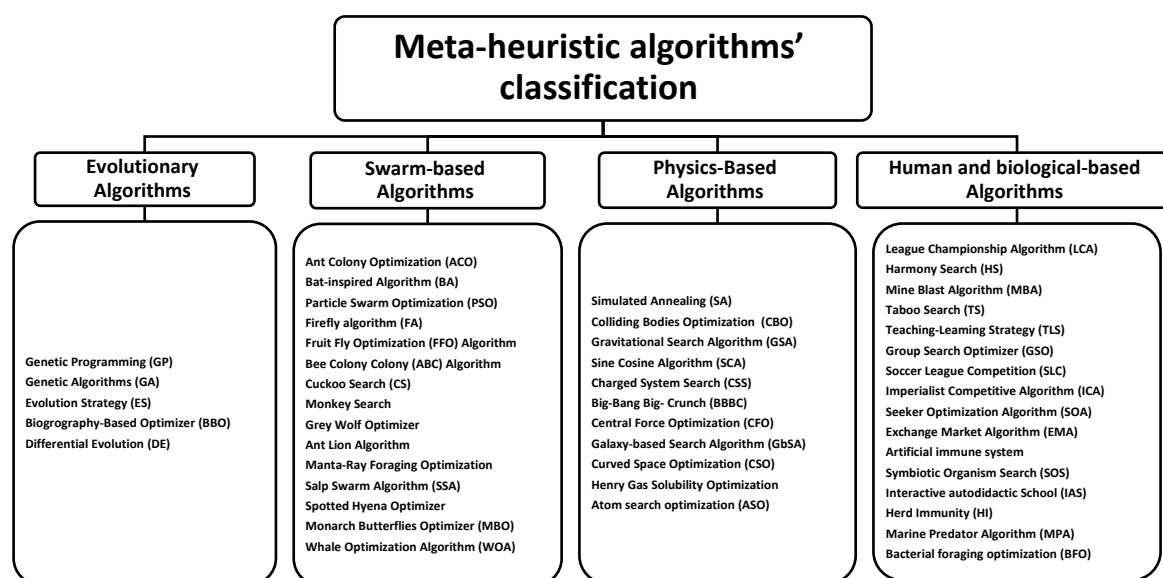 Meta-heuristic algorithms'
classification
Evolutionary
Algorithms
Swarm-based
Algorithms
Physics-Based
Algorithms
Human and biological-based
Algorithms
Genetic Programming (GP)
Genetic Algorithms (GA)
Evolution Strategy (ES)
Biogrography-Based Optimizer (BBO)
Differential Evolution (DE)
Ant Colony Optimization (ACO)
Bat-inspired Algorithm (BA)
Particle Swarm Optimization (PSO)
Firefly algorithm (FA)
Fruit Fly Optimization (FFO) Algorithm
Bee Colony Colony (ABC) Algorithm
Cuckoo Search (CS)
Monkey Search
Grey Wolf Optimizer
Ant Lion Algorithm
Manta-Ray Foraging Optimization
Salp Swarm Algorithm (SSA)
Spotted Hyena Optimizer
Monarch Butterflies Optimizer (MBO)
Whale Optimization Algorithm (WOA)
Simulated Annealing (SA)
Colliding Bodies Optimization (CBO)
Gravitational Search Algorithm (GSA)
Sine Cosine Algorithm (SCA)
Charged System Search (CSS)
Big-Bang Big- Crunch (BBBC)
Central Force Optimization (CFO)
Galaxy-based Search Algorithm (GbSA)
Curved Space Optimization (CSO)
Henry Gas Solubility Optimization
Atom search optimization (ASO)
League Championship Algorithm (LCA)
Harmony Search (HS)
Mine Blast Algorithm (MBA)
Taboo Search (TS)
Teaching-Leaming Strategy (TLS)
Group Search Optimizer (GSO)
Soccer League Competition (SLC)
Imperialist Competitive Algorithm (ICA)
Seeker Optimization Algorithm (SOA)
Exchange Market Algorithm (EMA)
Artificial immune system
Symbiotic Organism Search (SOS)
Interactive autodidactic School (IAS)
Herd Immunity (HI)
Marine Predator Algorithm (MPA)
Bacterial foraging optimization (BFO)